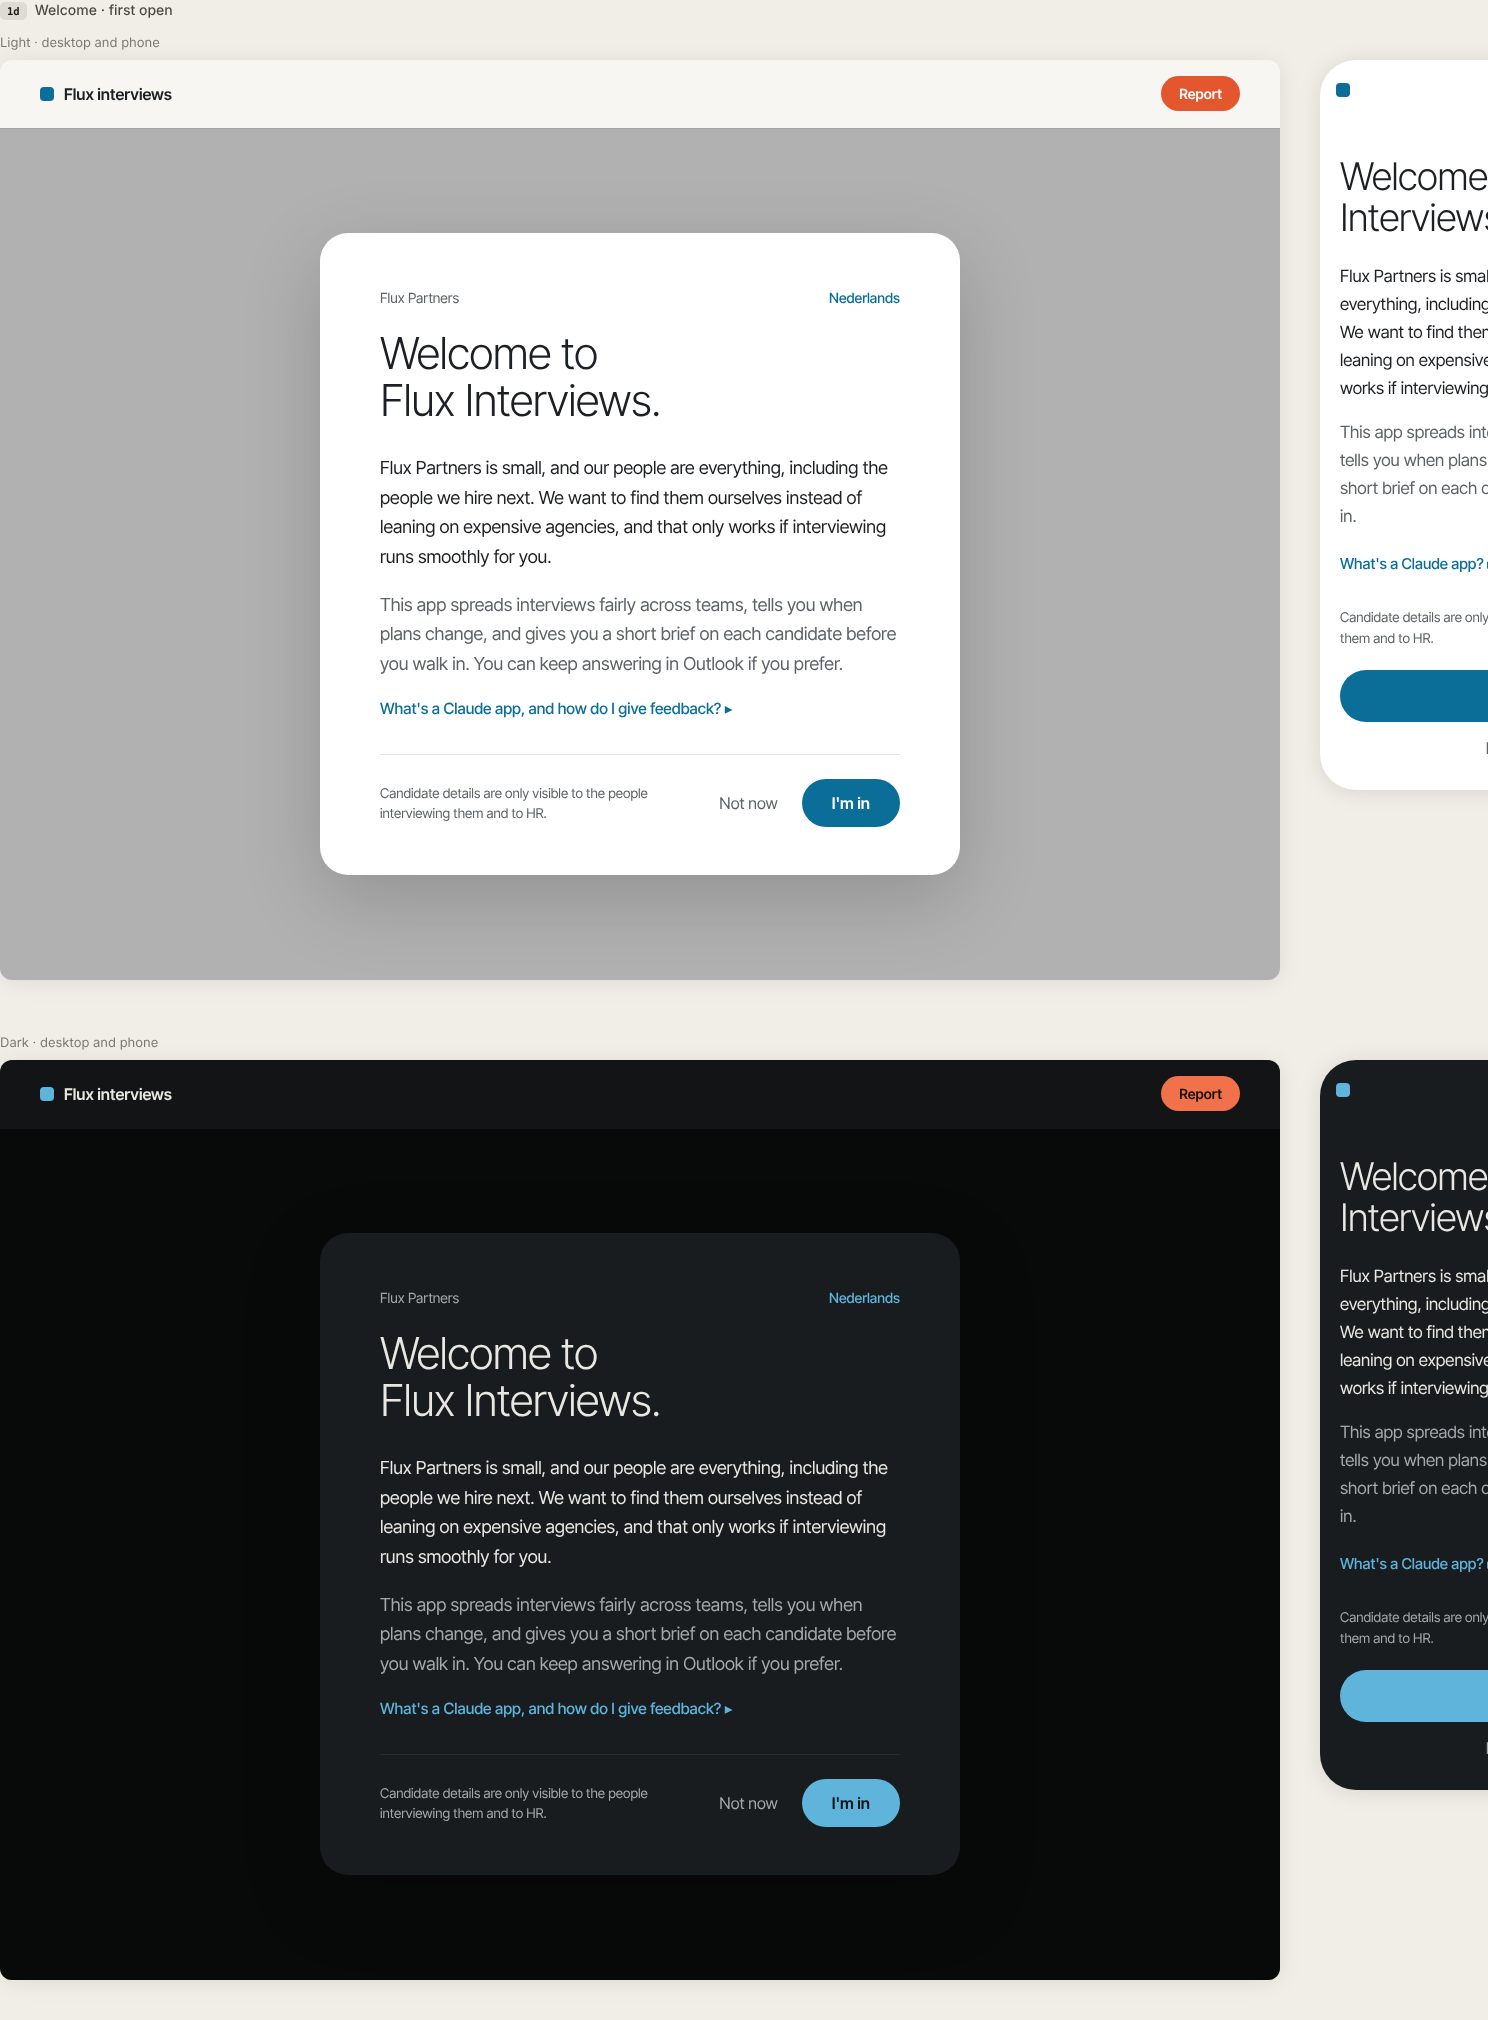 1d Welcome · first open
Light · desktop and phone
Flux interviews
Report
Flux Partners
Nederlands
Welcome to
Flux Interviews.
Flux Partners is small, and our people are everything, including the
people we hire next. We want to find them ourselves instead of
leaning on expensive agencies, and that only works if interviewing
runs smoothly for you.
This app spreads interviews fairly across teams, tells you when
plans change, and gives you a short brief on each candidate before
you walk in. You can keep answering in Outlook if you prefer.
What's a Claude app, and how do I give feedback? ▸
Candidate details are only visible to the people
interviewing them and to HR.
Not now
I'm in
Welcome
Interviews
Flux Partners is
everything, including
We want to find
leaning on expensive
works if interviewing
This app spreads
tells you when plans
short brief on each
in.
What's a Claude app?
Candidate details are only
them and to HR.
Dark · desktop and phone
Flux interviews
Report
Flux Partners
Nederlands
Welcome to
Flux Interviews.
Flux Partners is small, and our people are everything, including the
people we hire next. We want to find them ourselves instead of
leaning on expensive agencies, and that only works if interviewing
runs smoothly for you.
This app spreads interviews fairly across teams, tells you when
plans change, and gives you a short brief on each candidate before
you walk in. You can keep answering in Outlook if you prefer.
What's a Claude app, and how do I give feedback? ▸
Candidate details are only visible to the people
interviewing them and to HR.
Not now
I'm in
Welcome
Interviews
Flux Partners is
everything, including
We want to find
leaning on expensive
works if interviewing
This app spreads
tells you when plans
short brief on each
in.
What's a Claude app?
Candidate details are only
them and to HR.